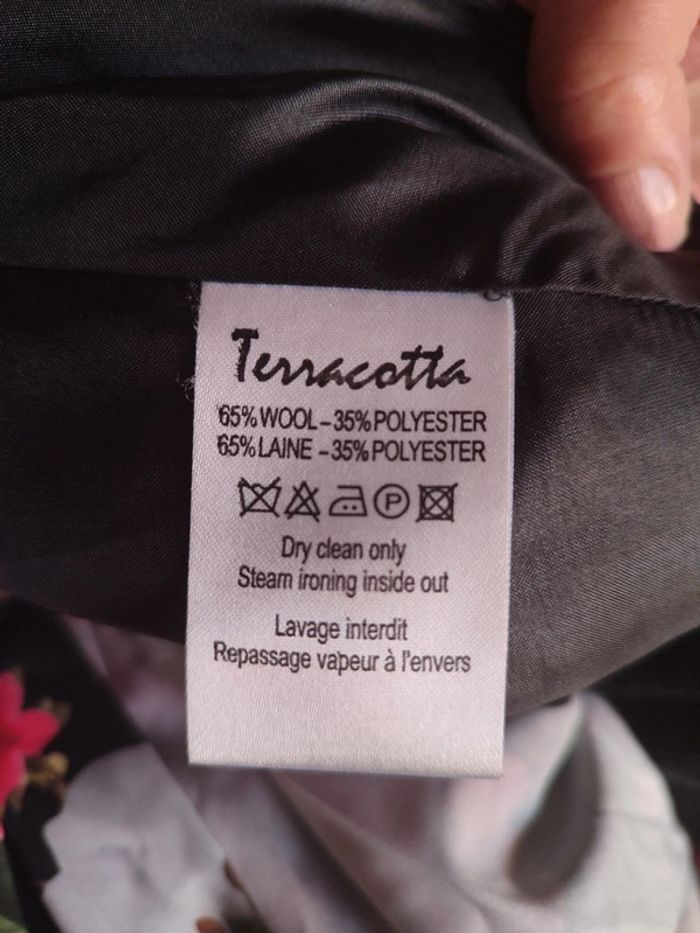 Terracotta
65% WOOL – 35% POLYESTER
65% LAINE – 35% POLYESTER
P
Dry clean only
Steam ironing inside out
Lavage interdit
Repassage vapeur à l'envers